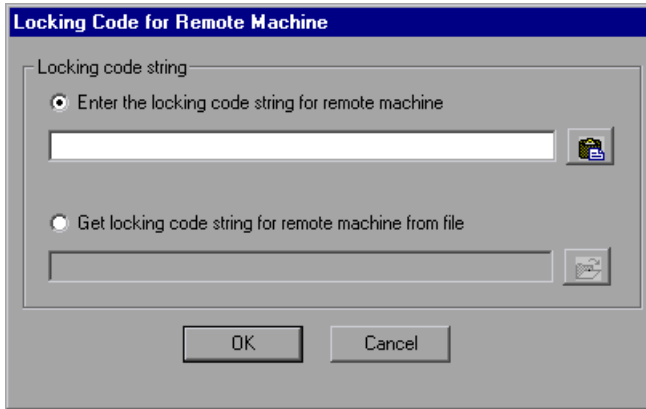 Locking Code for Remote Machine
Locking code string
Enter the locking code string for remote machine
Get locking code string for remote machine from file
OK
Cancel